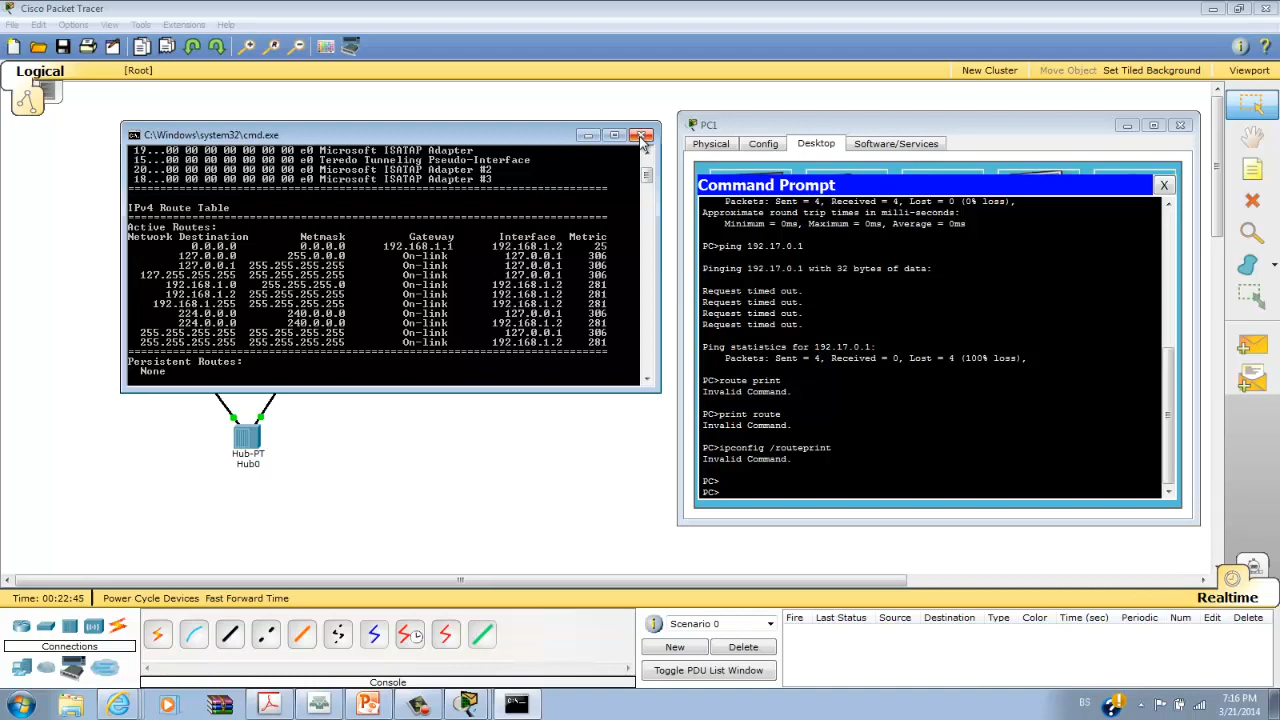 Cisco Packet Tracer
File Edit Options View Tools Extensions Help
Logical
[Root]
New Cluster
Move Object
Set Tiled Background
Viewport
C:\Windows\system32\cmd.exe
19...00 00 00 00 00 00 00 e0 Microsoft ISATAP Adapter
15...00 00 00 00 00 00 00 e0 Teredo Tunneling Pseudo-Interface
20...00 00 00 00 00 00 00 e0 Microsoft ISATAP Adapter #2
18...00 00 00 00 00 00 00 e0 Microsoft ISATAP Adapter #3
===========================================================================
IPv4 Route Table
===========================================================================
Active Routes:
Network Destination Netmask Gateway Interface Metric
0.0.0.0 0.0.0.0 192.168.1.1 192.168.1.2 25
127.0.0.0 255.0.0.0 On-link 127.0.0.1 306
127.0.0.1 255.255.255.255 On-link 127.0.0.1 306
127.255.255.255 255.255.255.255 On-link 127.0.0.1 306
192.168.1.0 255.255.255.0 On-link 192.168.1.2 281
192.168.1.2 255.255.255.255 On-link 192.168.1.2 281
192.168.1.255 255.255.255.255 On-link 192.168.1.2 281
224.0.0.0 240.0.0.0 On-link 127.0.0.1 306
224.0.0.0 240.0.0.0 On-link 192.168.1.2 281
255.255.255.255 255.255.255.255 On-link 127.0.0.1 306
255.255.255.255 255.255.255.255 On-link 192.168.1.2 281
===========================================================================
Persistent Routes:
None
Hub-PT
Hub0
PC1
Physical Config Desktop Software/Services
Command Prompt
X
Packets: Sent = 4, Received = 4, Lost = 0 (0% loss),
Approximate round trip times in milli-seconds:
Minimum = 0ms, Maximum = 0ms, Average = 0ms
PC>ping 192.17.0.1
Pinging 192.17.0.1 with 32 bytes of data:
Request timed out.
Request timed out.
Request timed out.
Request timed out.
Ping statistics for 192.17.0.1:
Packets: Sent = 4, Received = 0, Lost = 4 (100% loss),
PC>route print
Invalid Command.
PC>print route
Invalid Command.
PC>ipconfig /routeprint
Invalid Command.
PC>
PC>
Time: 00:22:45
Power Cycle Devices Fast Forward Time
Realtime
Connections
Console
Scenario 0
New
Delete
Toggle PDU List Window
Fire Last Status Source Destination Type Color Time (sec) Periodic Num Edit Delete
BS
7:16 PM
3/21/2014